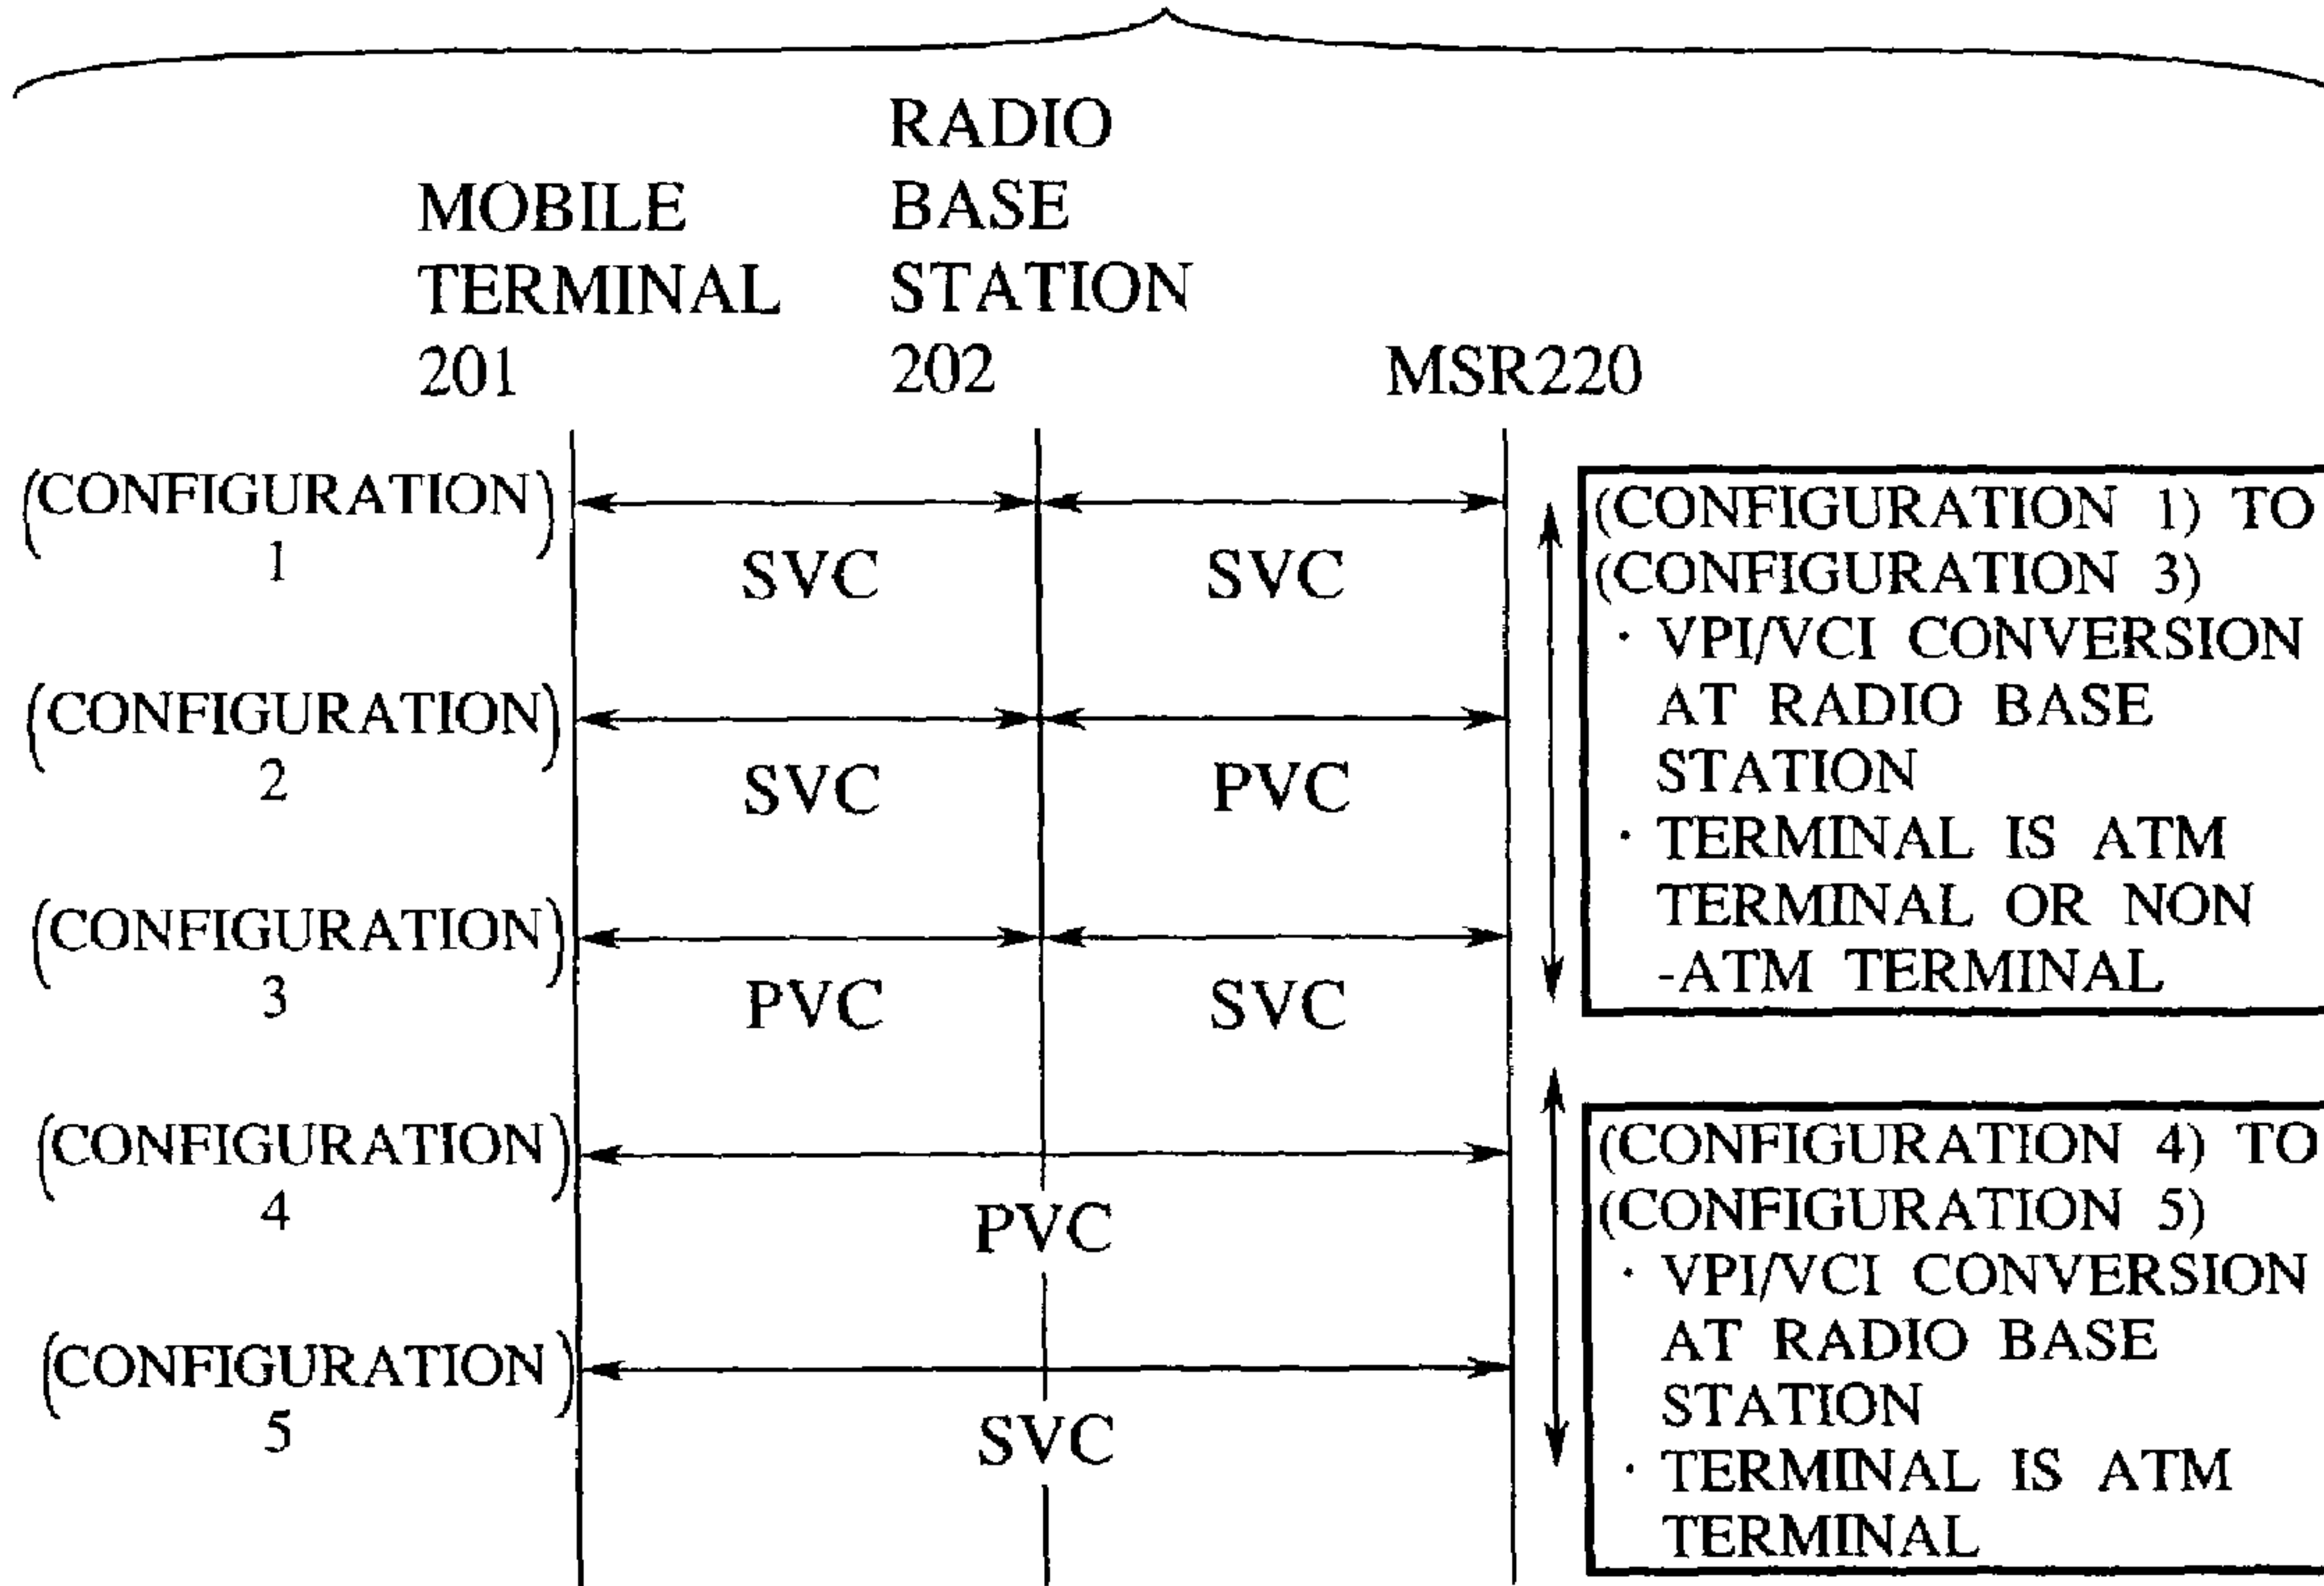 RADIO
BASE
STATION
202
MOBILE
TERMINAL
201
MSR220
(CONFIGURATION)
1
SVC
SVC
(CONFIGURATION)
2
SVC
PVC
(CONFIGURATION)
3
PVC
SVC
(CONFIGURATION)
4
PVC
(CONFIGURATION)
5
SVC
(CONFIGURATION 1) TO
(CONFIGURATION 3)
· VPI/VCI CONVERSION
AT RADIO BASE
STATION
· TERMINAL IS ATM
TERMINAL OR NON
-ATM TERMINAL
(CONFIGURATION 4) TO
(CONFIGURATION 5)
· VPI/VCI CONVERSION
AT RADIO BASE
STATION
· TERMINAL IS ATM
TERMINAL